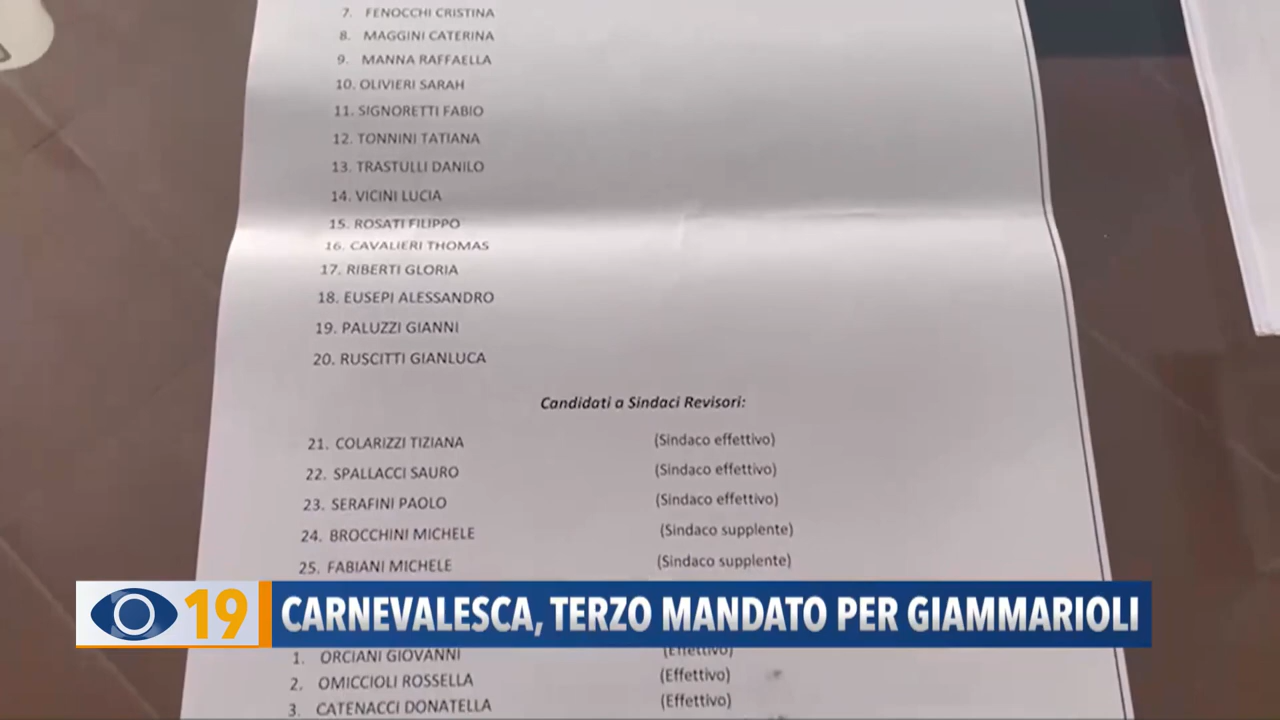 7. FENOCCHI CRISTINA
8. MAGGINI CATERINA
9. MANNA RAFFAELLA
10. OLIVIERI SARAH
11. SIGNORETTI FABIO
12. TONNINI TATIANA
13. TRASTULLI DANILO
14. VICINI LUCIA
15. ROSATI FILIPPO
16. CAVALIERI THOMAS
17. RIBERTI GLORIA
18. EUSEPI ALESSANDRO
19. PALUZZI GIANNI
20. RUSCITTI GIANLUCA
Candidati a Sindaci Revisori:
21. COLARIZZI TIZIANA (Sindaco effettivo)
22. SPALLACCI SAURO (Sindaco effettivo)
23. SERAFINI PAOLO (Sindaco effettivo)
24. BROCCHINI MICHELE (Sindaco supplente)
25. FABIANI MICHELE (Sindaco supplente)
19 CARNEVALESCA, TERZO MANDATO PER GIAMMARIOLI
1. ORCIANI GIOVANNI (Effettivo)
2. OMICCIOLI ROSSELLA (Effettivo)
3. CATENACCI DONATELLA (Effettivo)